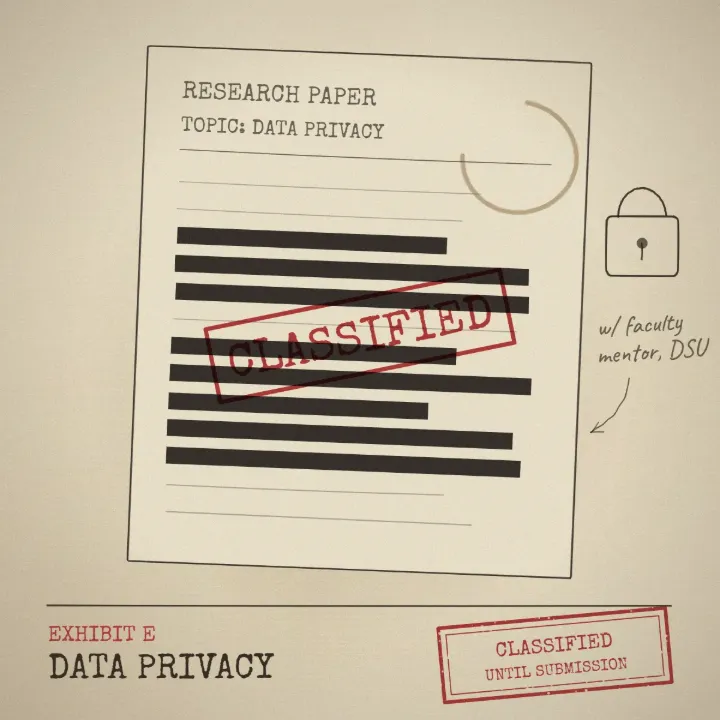 RESEARCH PAPER
TOPIC: DATA PRIVACY
CLASSIFIED
w/ faculty
mentor, DSU
EXHIBIT E
DATA PRIVACY
CLASSIFIED
UNTIL SUBMISSION